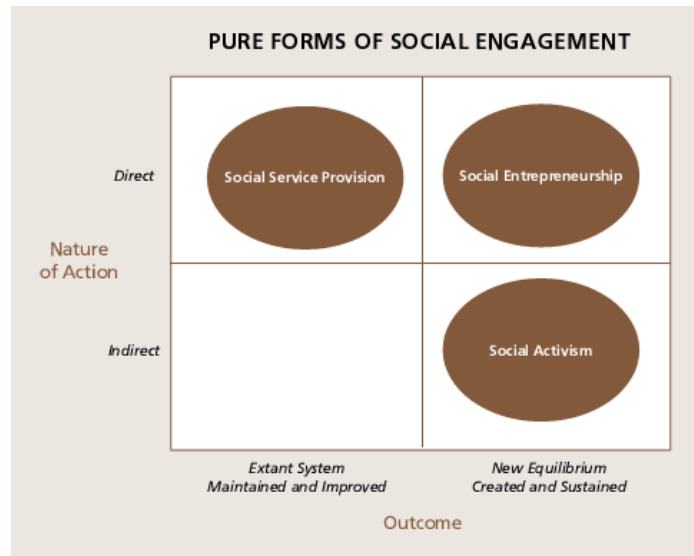 PURE FORMS OF SOCIAL ENGAGEMENT
Social Service Provision
Social Entrepreneurship
Direct
Nature
of Action
Indirect
Social Activism
Extant System
Maintained and Improved
New Equilibrium
Created and Sustained
Outcome